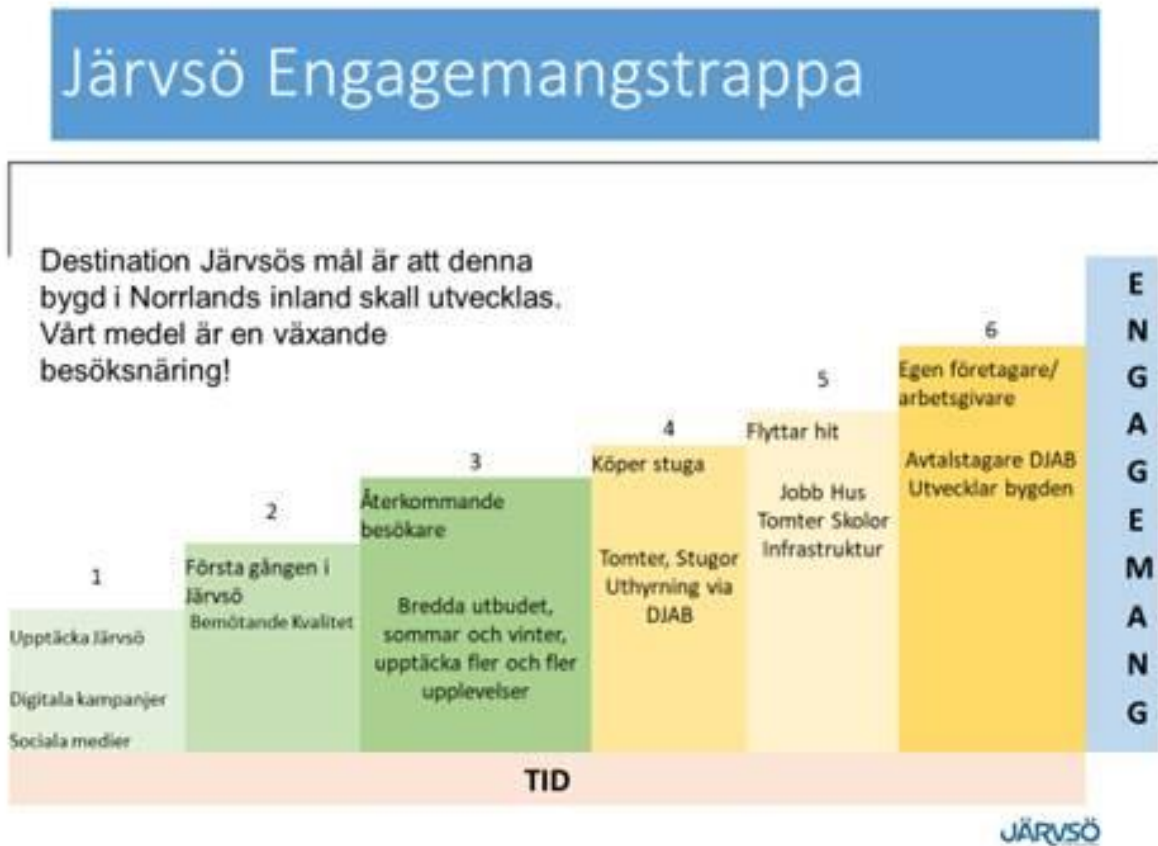 Järvsö Engagemangstrappa
Destination Järvsös mål är att denna
bygd i Norrlands inland skall utvecklas.
Vårt medel är en växande
besöksnäring!
1
Upptäcka Järvsö
Digitala kampanjer
Sociala medier
2
Första gången i
Järvsö
Bemötande Kvalitet
3
Återkommande
besökare
Bredda utbudet,
sommar och vinter,
upptäcka fler och fler
upplevelser
4
Köper stuga
Tomter, Stugor
Uthyrning via
DJAB
5
Flyttar hit
Jobb Hus
Tomter Skolor
Infrastruktur
6
Egen företagare/
arbetsgivare
Avtalstagare DJAB
Utvecklar bygden
ENGAGEMANG
TID
JÄRVSÖ